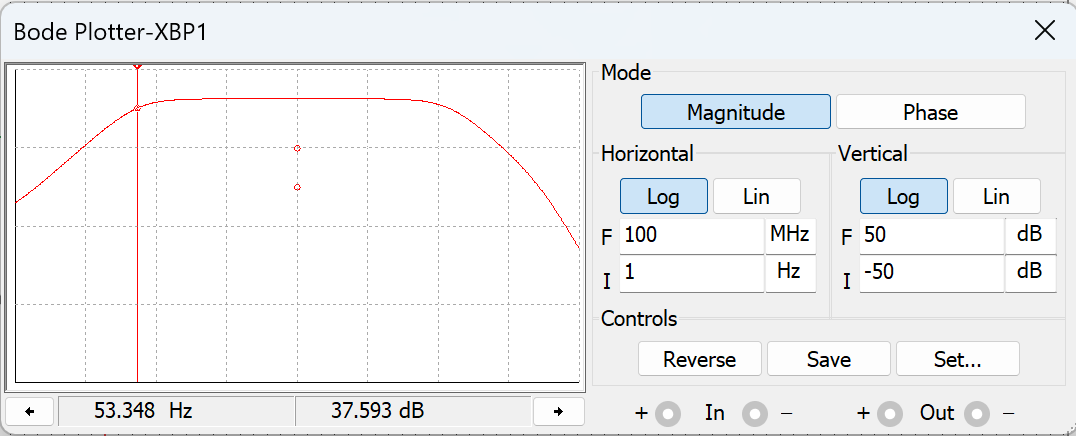 Bode Plotter-XBP1
Mode
Magnitude Phase
Horizontal Vertical
Log Lin Log Lin
F 100 MHz F 50 dB
I 1 Hz I -50 dB
Controls
Reverse Save Set...
53.348 Hz 37.593 dB
+ In − + Out −